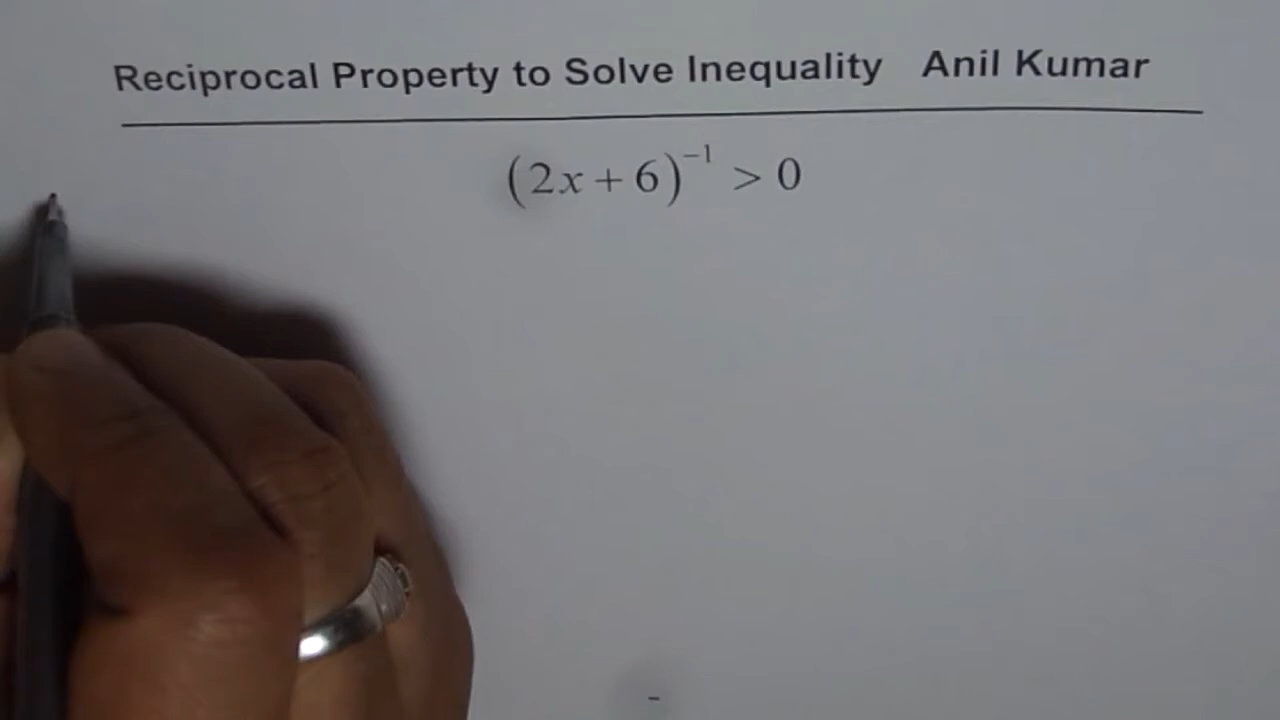 Reciprocal Property to Solve Inequality Anil Kumar
(2x + 6)⁻¹ > 0